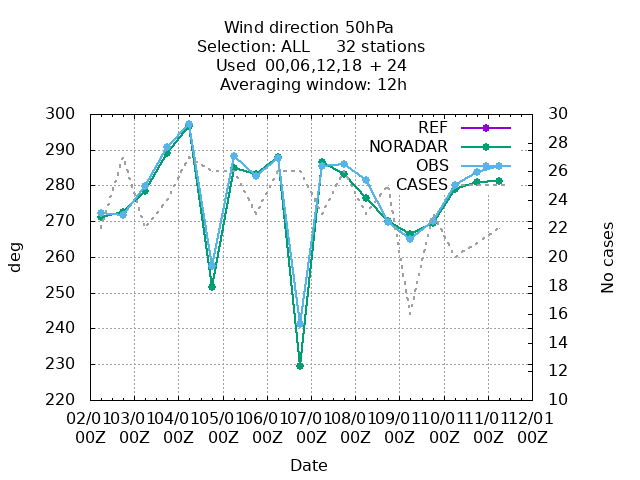 Wind direction 50hPa
Selection: ALL 32 stations
Used 00,06,12,18 + 24
Averaging window: 12h
300
290
280
270
260
250
240
230
220
deg
30
28
26
24
22
20
18
16
14
12
10
No cases
REF
NORADAR
OBS
CASES
02/01 03/01 04/01 05/01 06/01 07/01 08/01 09/01 10/01 11/01 12/01
00Z 00Z 00Z 00Z 00Z 00Z 00Z 00Z 00Z 00Z 00Z
Date